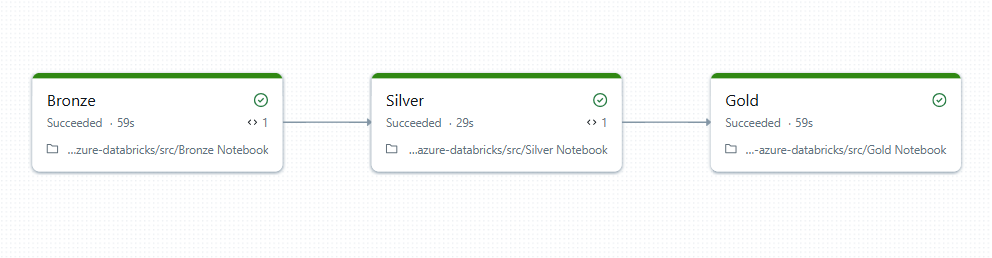 Bronze
Succeeded · 59s
<> 1
...zure-databricks/src/Bronze Notebook
Silver
Succeeded · 29s
<> 1
...azure-databricks/src/Silver Notebook
Gold
Succeeded · 59s
...-azure-databricks/src/Gold Notebook